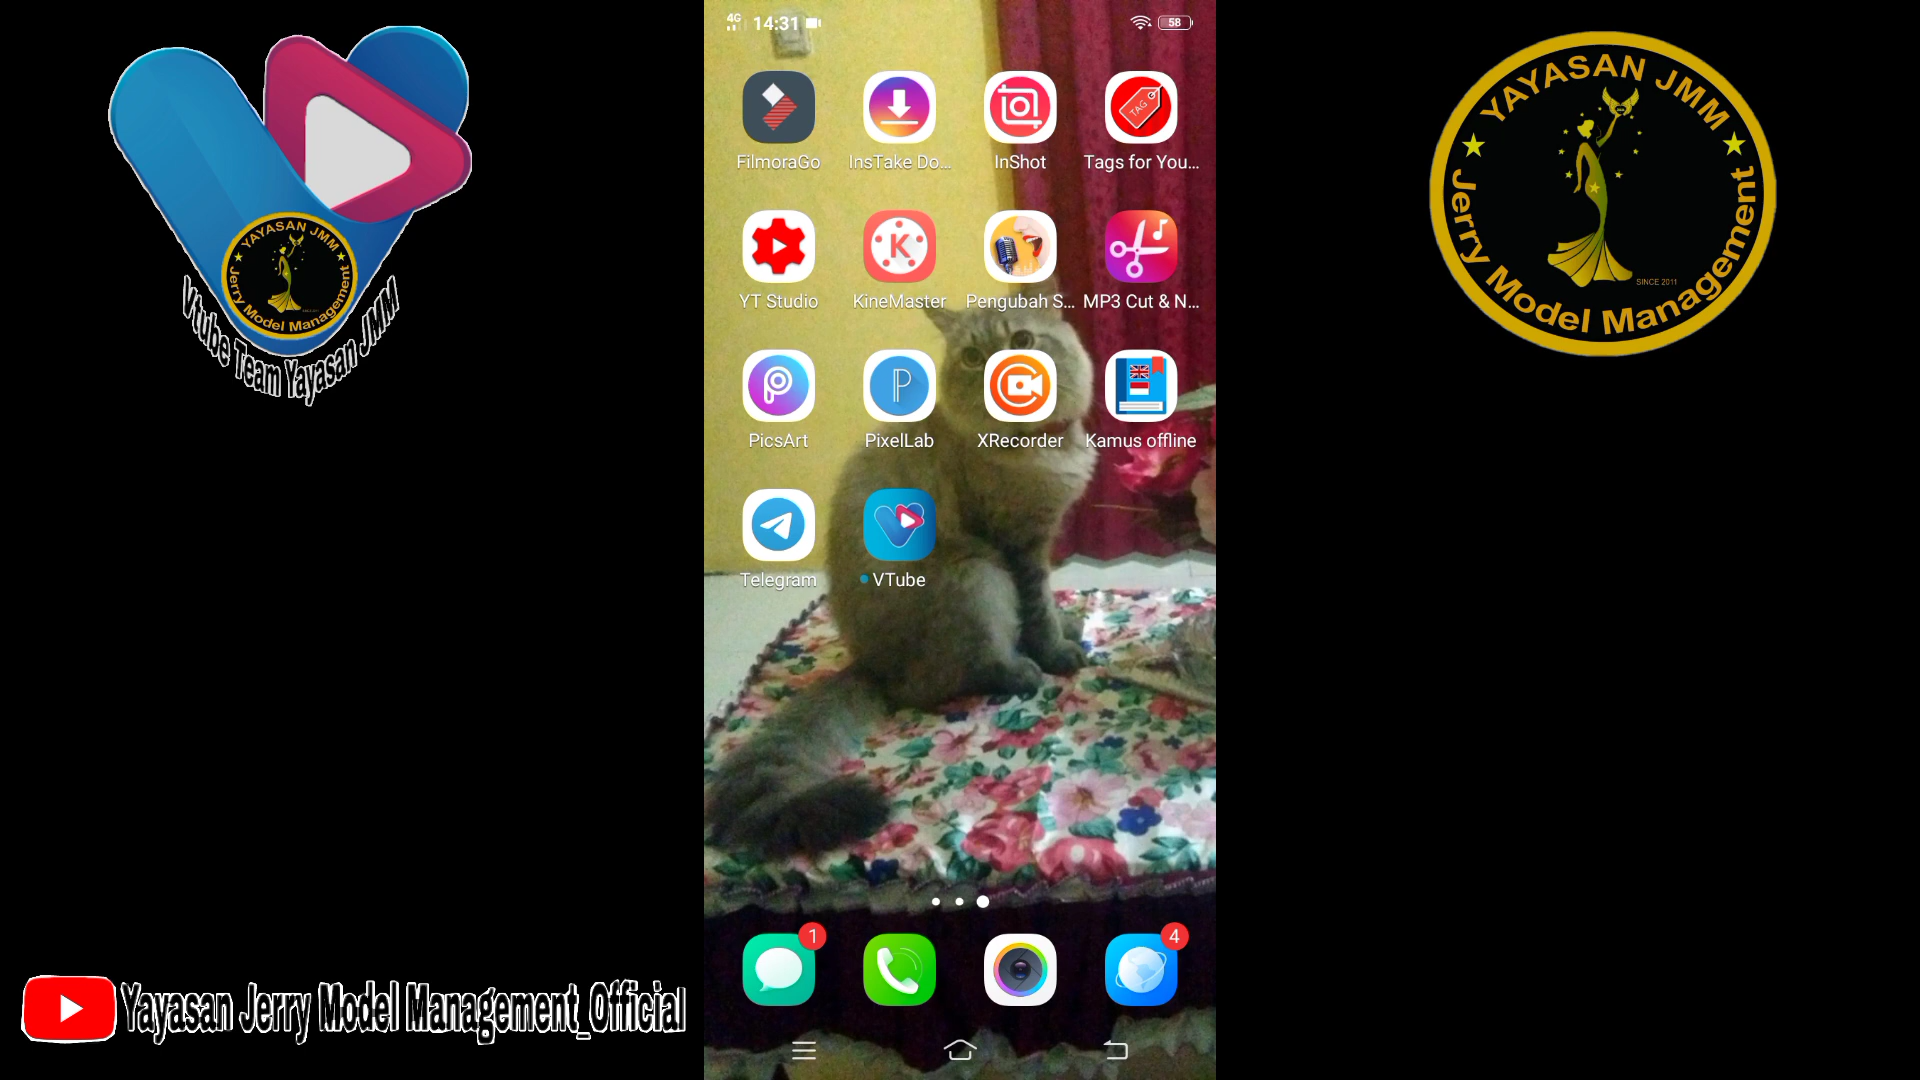 4G 14:31 58
FilmoraGo InsTake Do... InShot Tags for You...
TAG
YT Studio KineMaster Pengubah S... MP3 Cut & N...
K
PicsArt PixelLab XRecorder Kamus offline
Telegram VTube
1 4
YAYASAN JMM
Jerry Model Management
Vtube Team Yayasan JMM
YAYASAN JMM
Jerry Model Management
SINCE 2011
Yayasan Jerry Model Management_Official